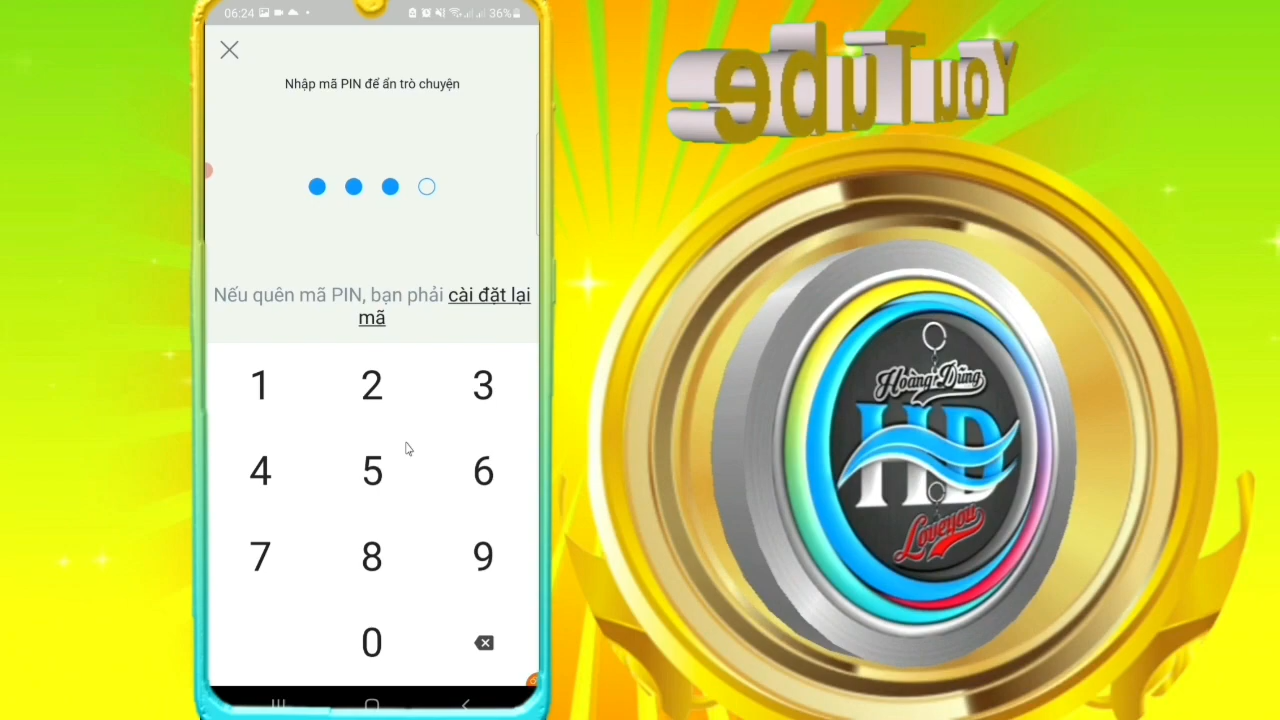 06:24
36%
Nhập mã PIN để ẩn trò chuyện
Nếu quên mã PIN, bạn phải cài đặt lại
mã
1 2 3
4 5 6
7 8 9
0
YouTube
Hoàng Dũng
HD
Loveyou